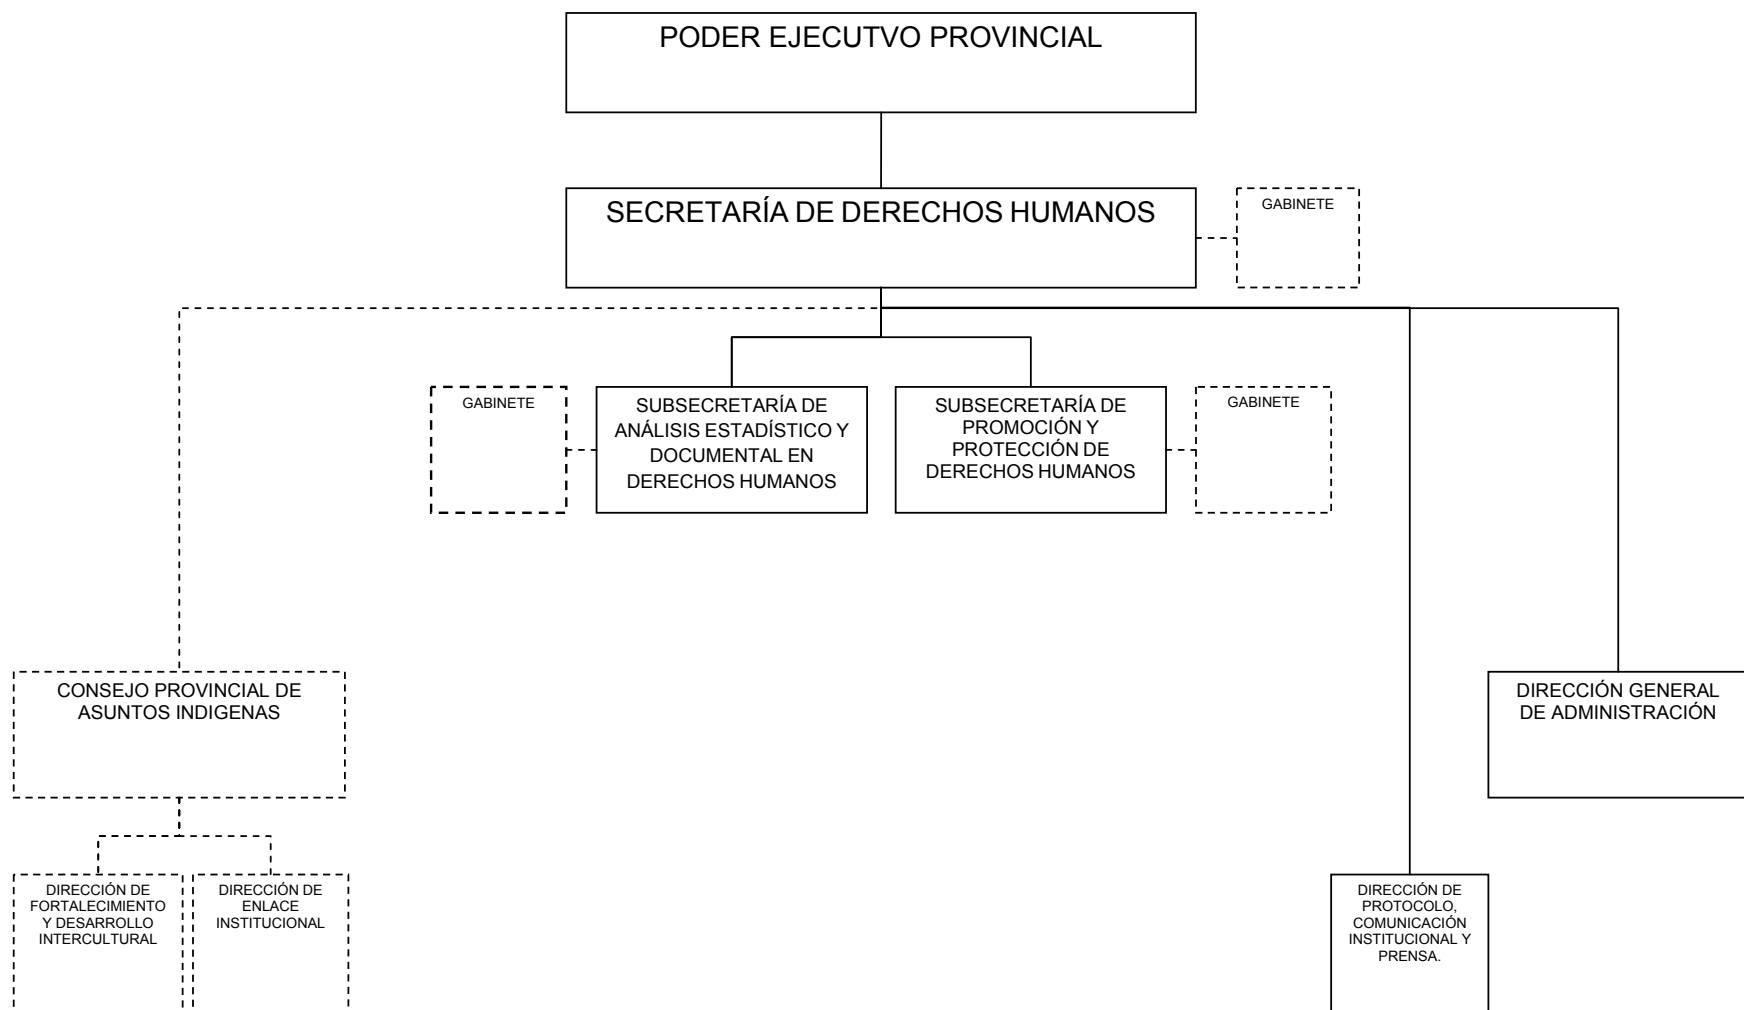 PODER EJECUTVO PROVINCIAL
SECRETARÍA DE DERECHOS HUMANOS
GABINETE
GABINETE
SUBSECRETARÍA DE
ANÁLISIS ESTADÍSTICO Y
DOCUMENTAL EN
DERECHOS HUMANOS
SUBSECRETARÍA DE
PROMOCIÓN Y
PROTECCIÓN DE
DERECHOS HUMANOS
GABINETE
CONSEJO PROVINCIAL DE
ASUNTOS INDIGENAS
DIRECCIÓN GENERAL
DE ADMINISTRACIÓN
DIRECCIÓN DE
FORTALECIMIENTO
Y DESARROLLO
INTERCULTURAL
DIRECCIÓN DE
ENLACE
INSTITUCIONAL
DIRECCIÓN DE
PROTOCOLO,
COMUNICACIÓN
INSTITUCIONAL Y
PRENSA.